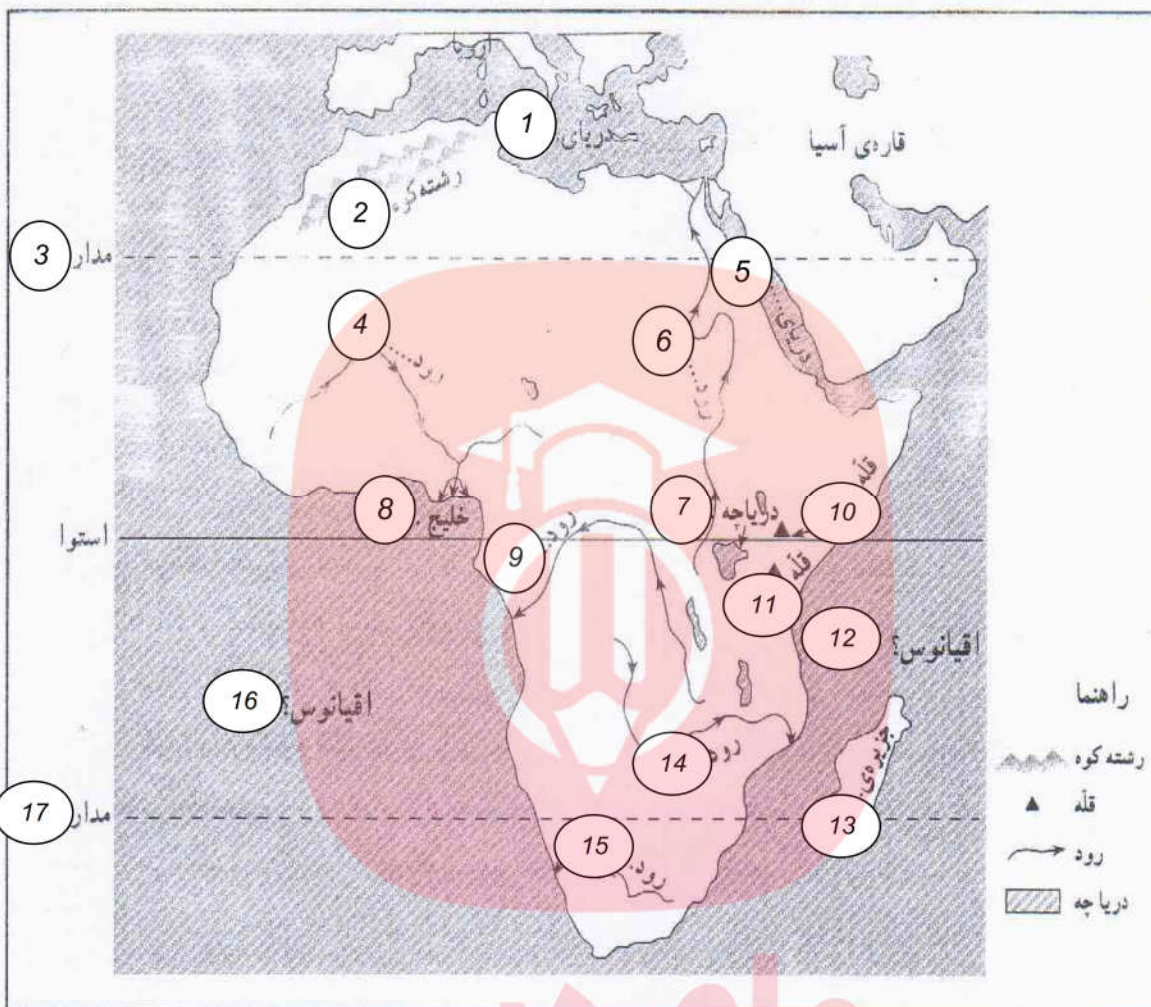 اروپا
1
دریای
قاره‌ی آسیا
رشته‌کوه
2
3
مدار
5
دریای....
4
رود....
6
رود....
8
خلیج.
7
دریاچه
10
قلّه
استوا
9
رود.
11
قلّه
12
اقیانوس؟
16
اقیانوس؟
14
رود.
13
جزیره‌ی.
17
مدار
15
رود.
راهنما
رشته کوه
قلّه
رود
دریاچه